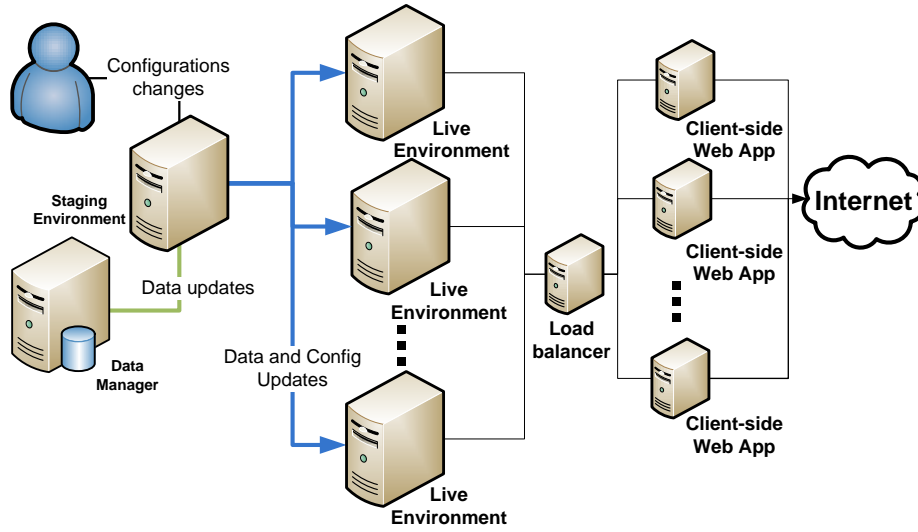 Configurations
changes
Staging
Environment
Data updates
Data
Manager
Data and Config
Updates
Live
Environment
Live
Environment
Live
Environment
Load
balancer
Client-side
Web App
Client-side
Web App
Client-side
Web App
Internet